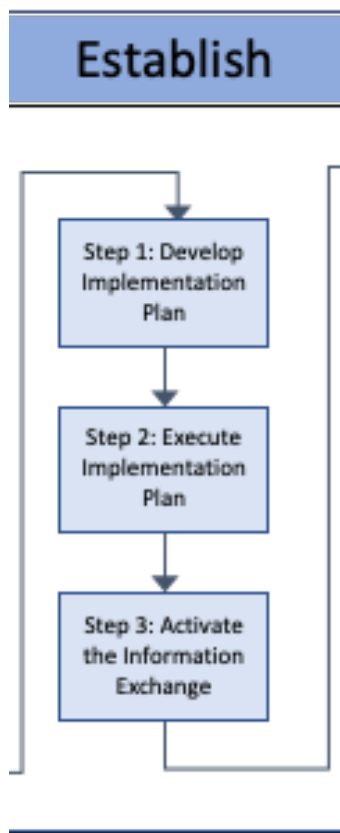 Establish
Step 1: Develop
Implementation
Plan
Step 2: Execute
Implementation
Plan
Step 3: Activate
the Information
Exchange